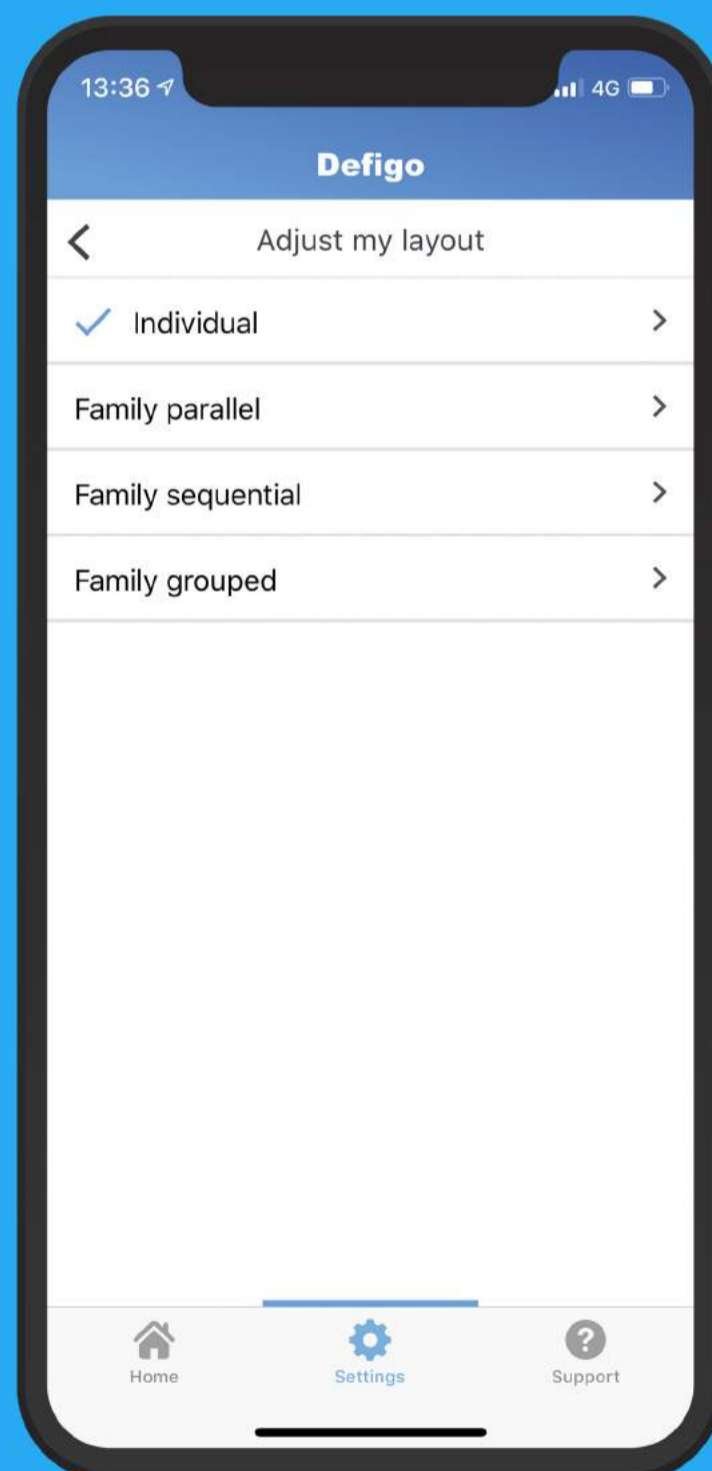 13:36 4G
Defigo
Adjust my layout
Individual
Family parallel
Family sequential
Family grouped
Home Settings Support